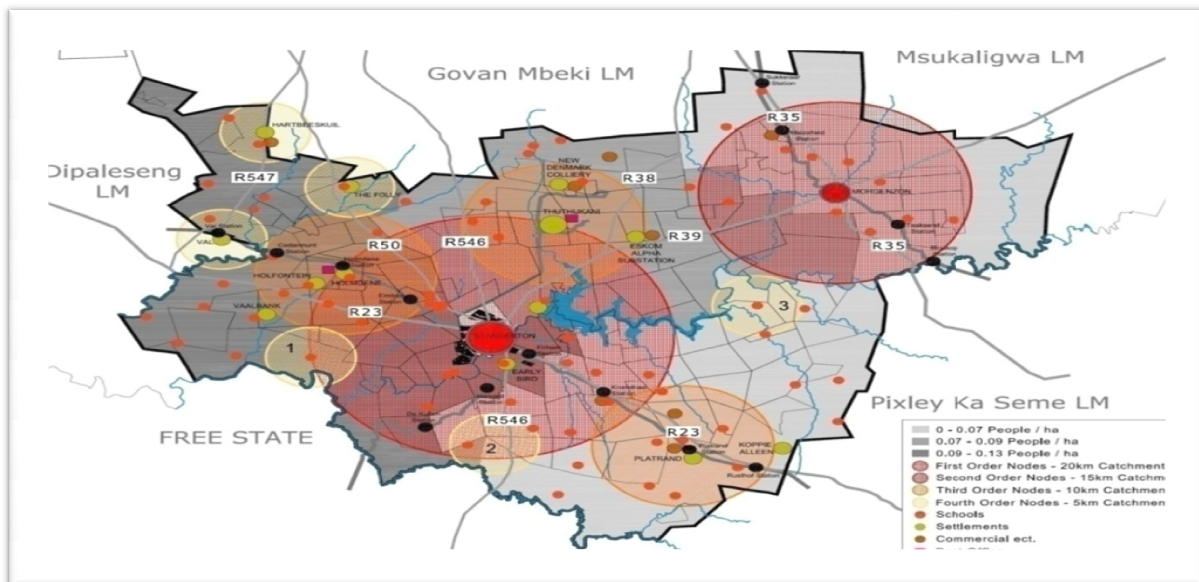 Govan Mbeki LM
Msukaligwa LM
Dipaleseng
LM
HARTBEESKUIL
R547
THE FOLLY
R35
NEW
DENMARK
COLLIERY
R38
MORGENZON
THUTHUKANI
R50
R546
ESKOM
ALPHA
SUBSTATION
R39
R35
HOLFONTEIN
HOLMDENE
VAALBANK
R23
1
3
EARLY
BIRD
R546
2
FREE STATE
R23
PLATRAND
KOPPIE
ALLEEN
Rusthof Station
Pixley Ka Seme LM
0 - 0.07 People / ha
0.07 - 0.09 People / ha
0.09 - 0.13 People / ha
First Order Nodes - 20km Catchment
Second Order Nodes - 15km Catchm
Third Order Nodes - 10km Catchmen
Fourth Order Nodes - 5km Catchment
Schools
Settlements
Commercial ect.